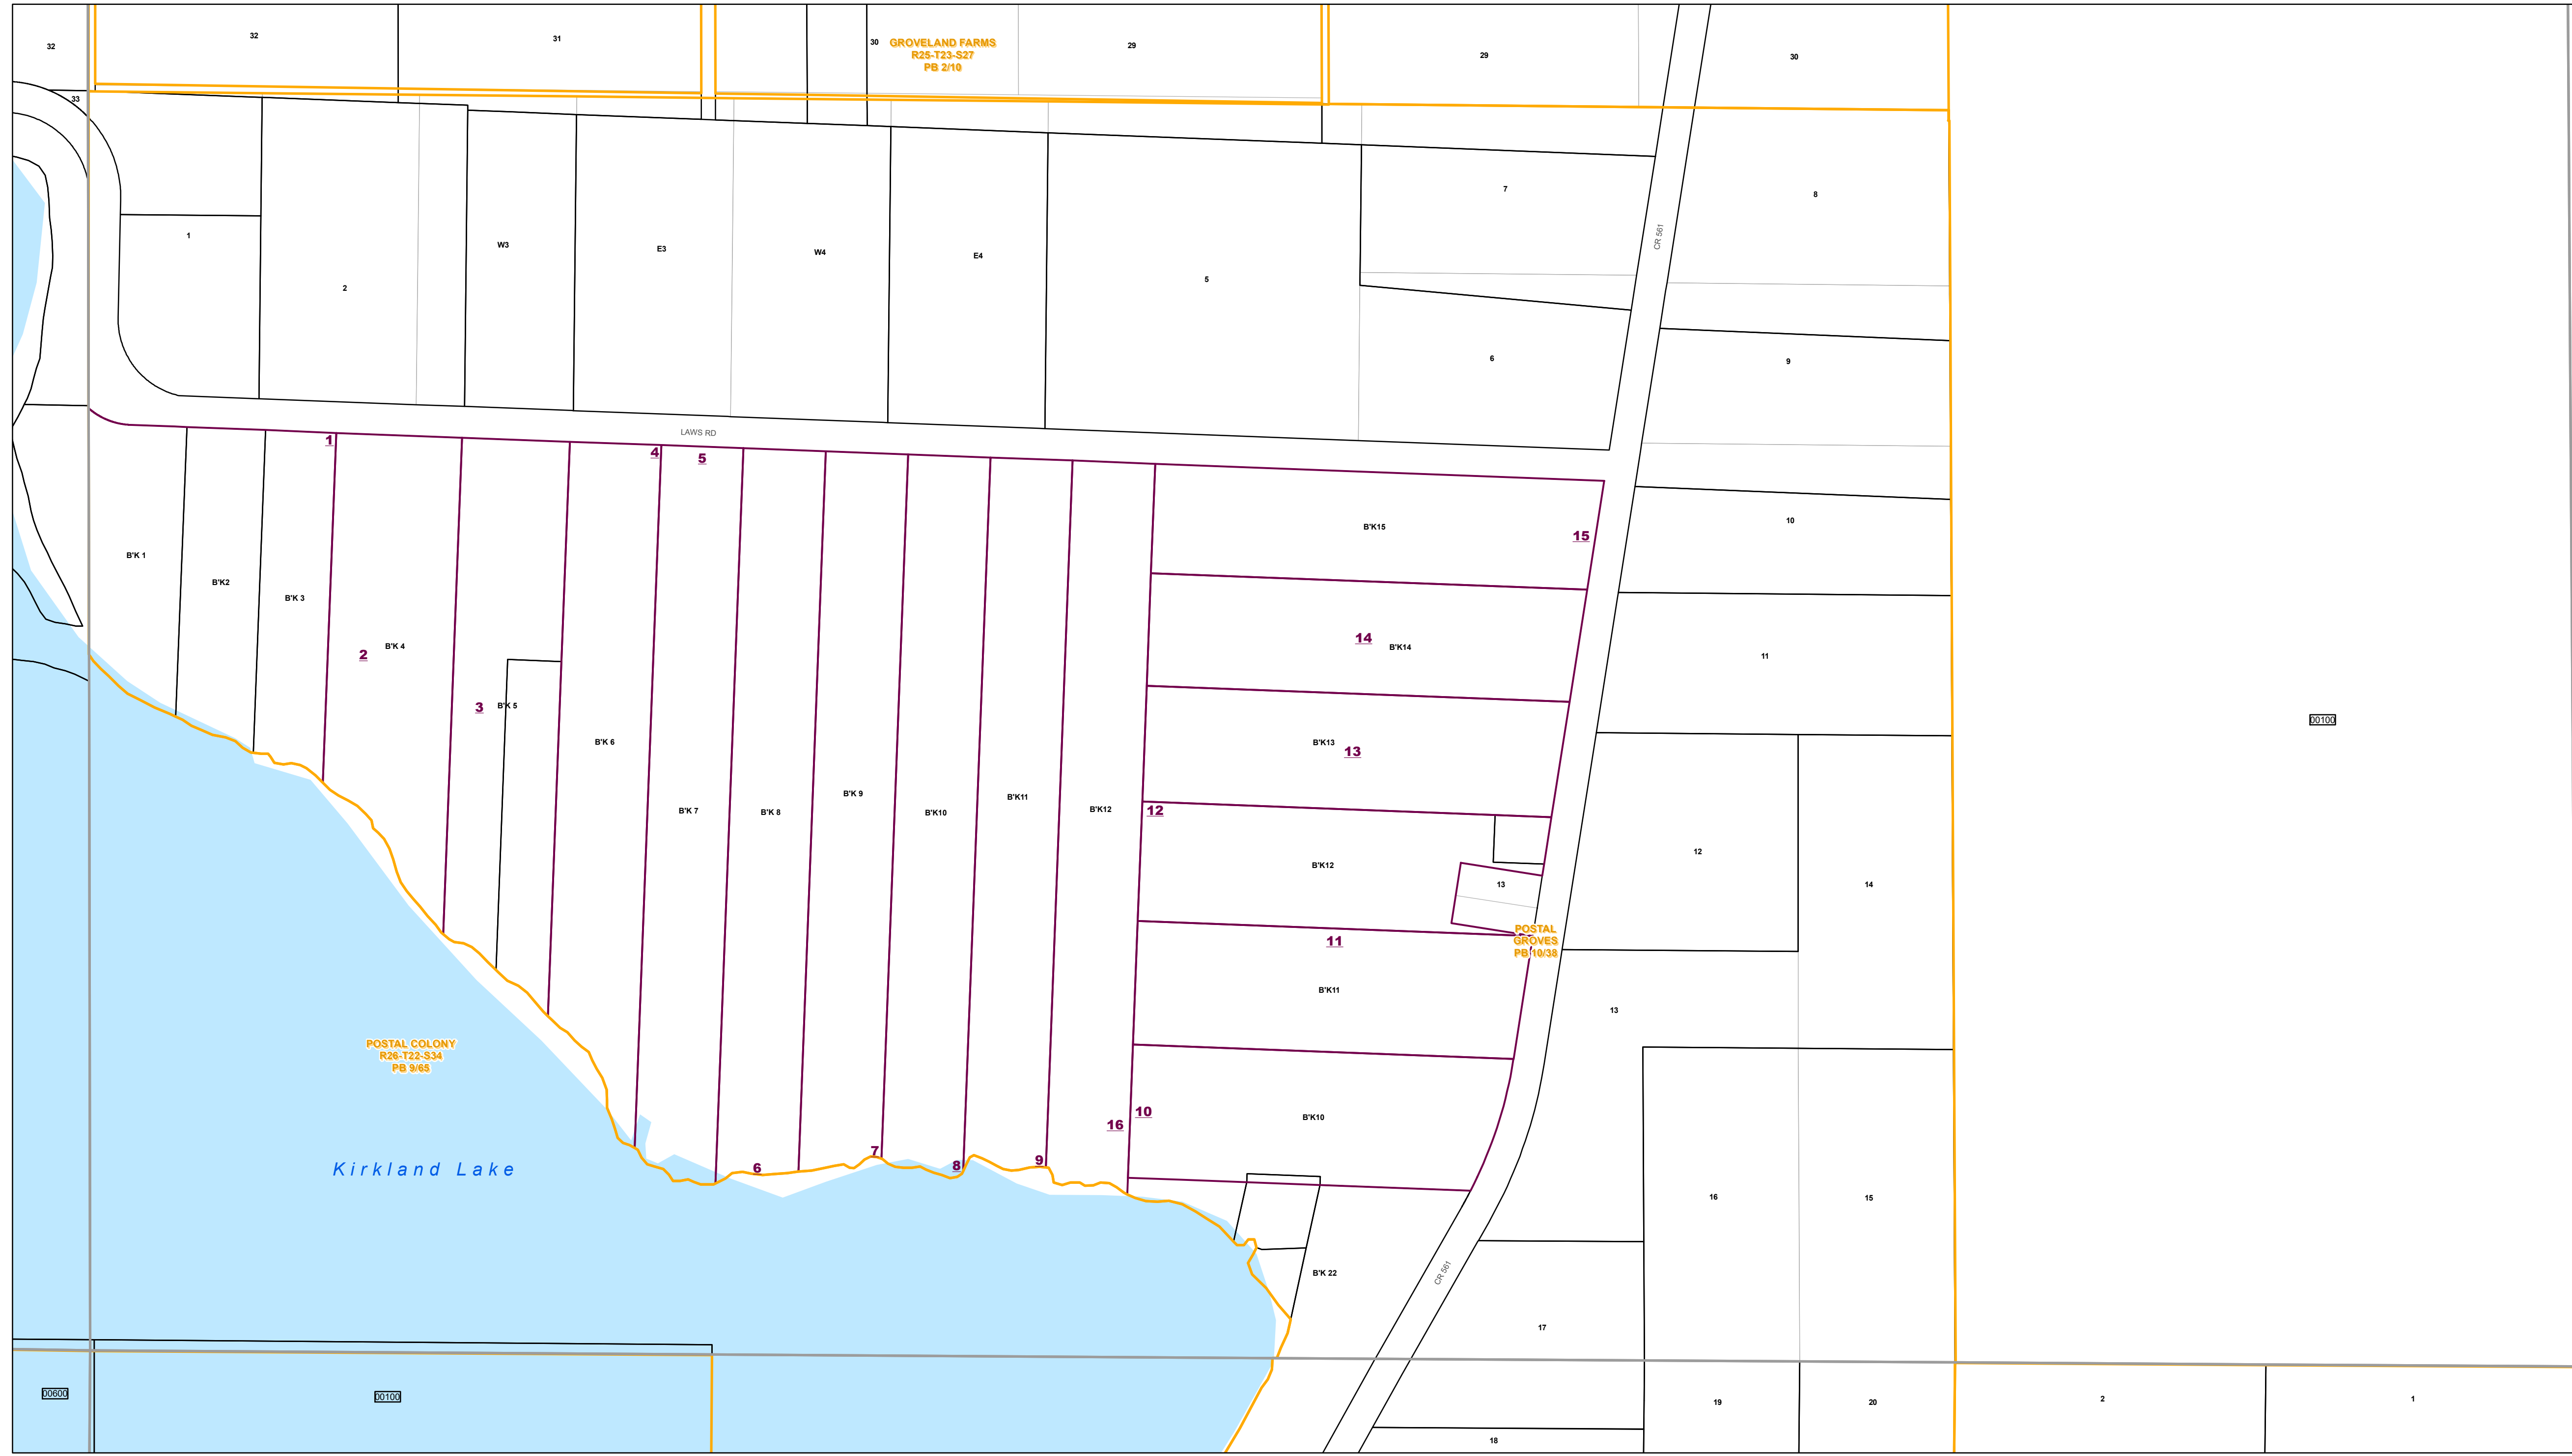 32
32
31
30
GROVELAND FARMS
R25-T23-S27
PB 2/10
29
29
30
33
1
2
W3
E3
W4
E4
5
7
8
CR 561
6
9
LAWS RD
1
4
5
10
B'K15
15
B'K 1
B'K2
B'K 3
2
B'K 4
14
B'K14
11
3
B'K 5
B'K 6
B'K13
13
00100
B'K 7
B'K 8
B'K 9
B'K10
B'K11
B'K12
12
B'K12
13
12
14
POSTAL
GROVES
PB 10/38
11
B'K11
13
POSTAL COLONY
R26-T22-S34
PB 9/65
10
16
B'K10
Kirkland Lake
6
7
8
9
16
15
B'K 22
CR 561
17
00600
00100
19
20
2
1
18